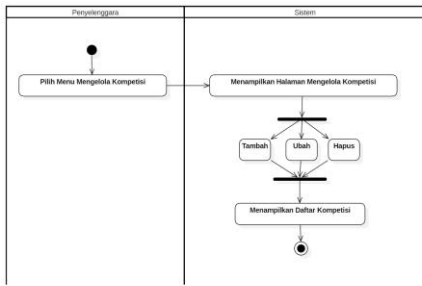 Penyelenggara
Sistem
Pilih Menu Mengelola Kompetisi
Menampilkan Halaman Mengelola Kompetisi
Tambah
Ubah
Hapus
Menampilkan Daftar Kompetisi